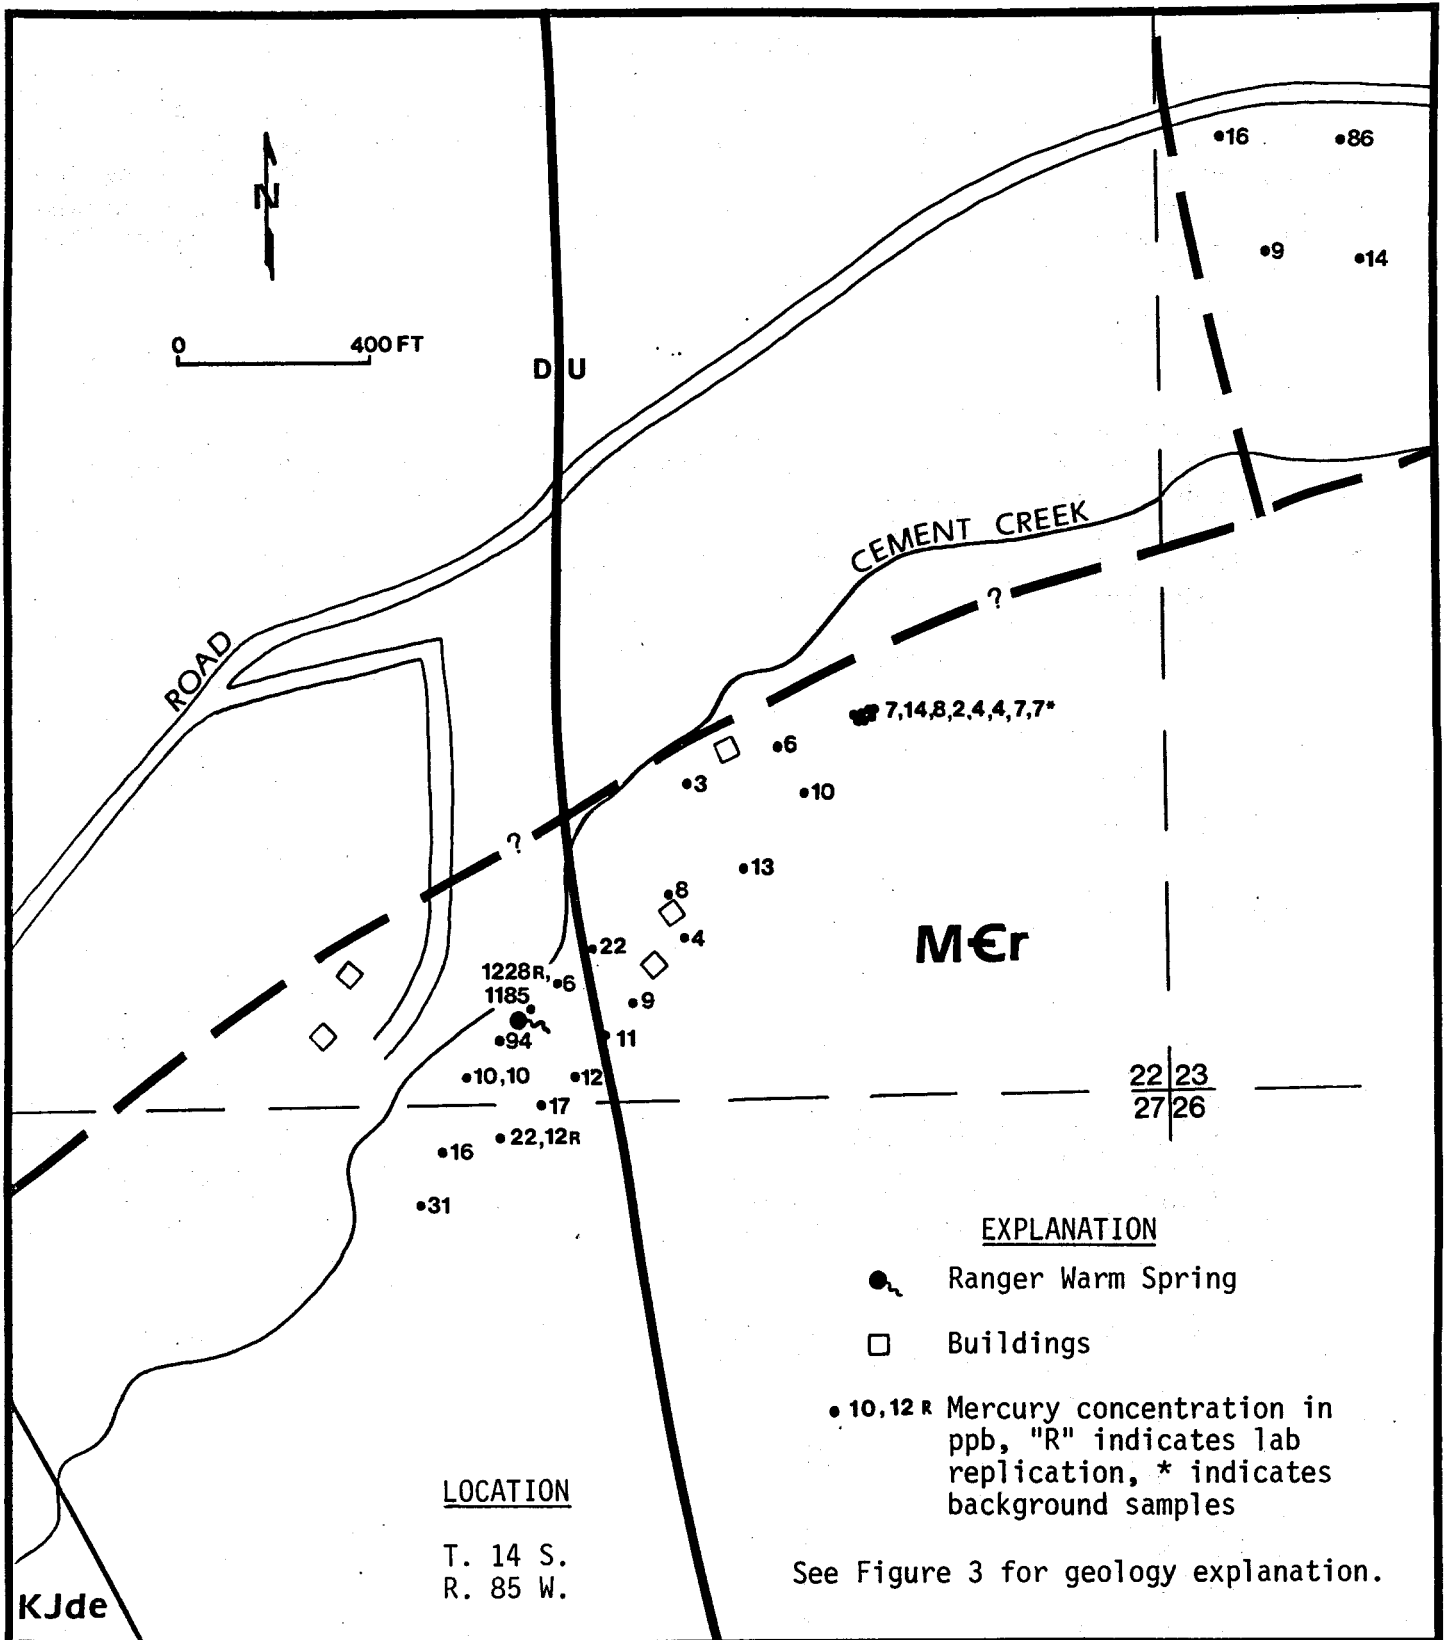 •16
•86
N
•9
•14
0 400 FT
D U
CEMENT CREEK
?
ROAD
7,14,8,2,4,4,7,7*
•6
•3
•10
?
•13
•8
M€r
•4
•22
1228R,
1185
•6
•9
•94
11
•10,10
•12
22 23
27 26
•17
•22,12R
•16
•31
EXPLANATION
Ranger Warm Spring
Buildings
•10,12 R Mercury concentration in
ppb, "R" indicates lab
replication, * indicates
background samples
LOCATION
T. 14 S.
R. 85 W.
See Figure 3 for geology explanation.
KJde